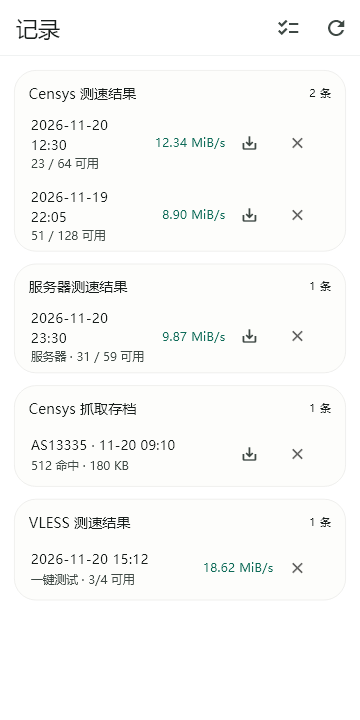 记录
Censys 测速结果
2 条
2026-11-20
12:30
12.34 MiB/s
23 / 64 可用
2026-11-19
22:05
8.90 MiB/s
51 / 128 可用
服务器测速结果
1 条
2026-11-20
23:30
9.87 MiB/s
服务器 · 31 / 59 可用
Censys 抓取存档
1 条
AS13335 · 11-20 09:10
512 命中 · 180 KB
VLESS 测速结果
1 条
2026-11-20 15:12
18.62 MiB/s
一键测试 · 3/4 可用